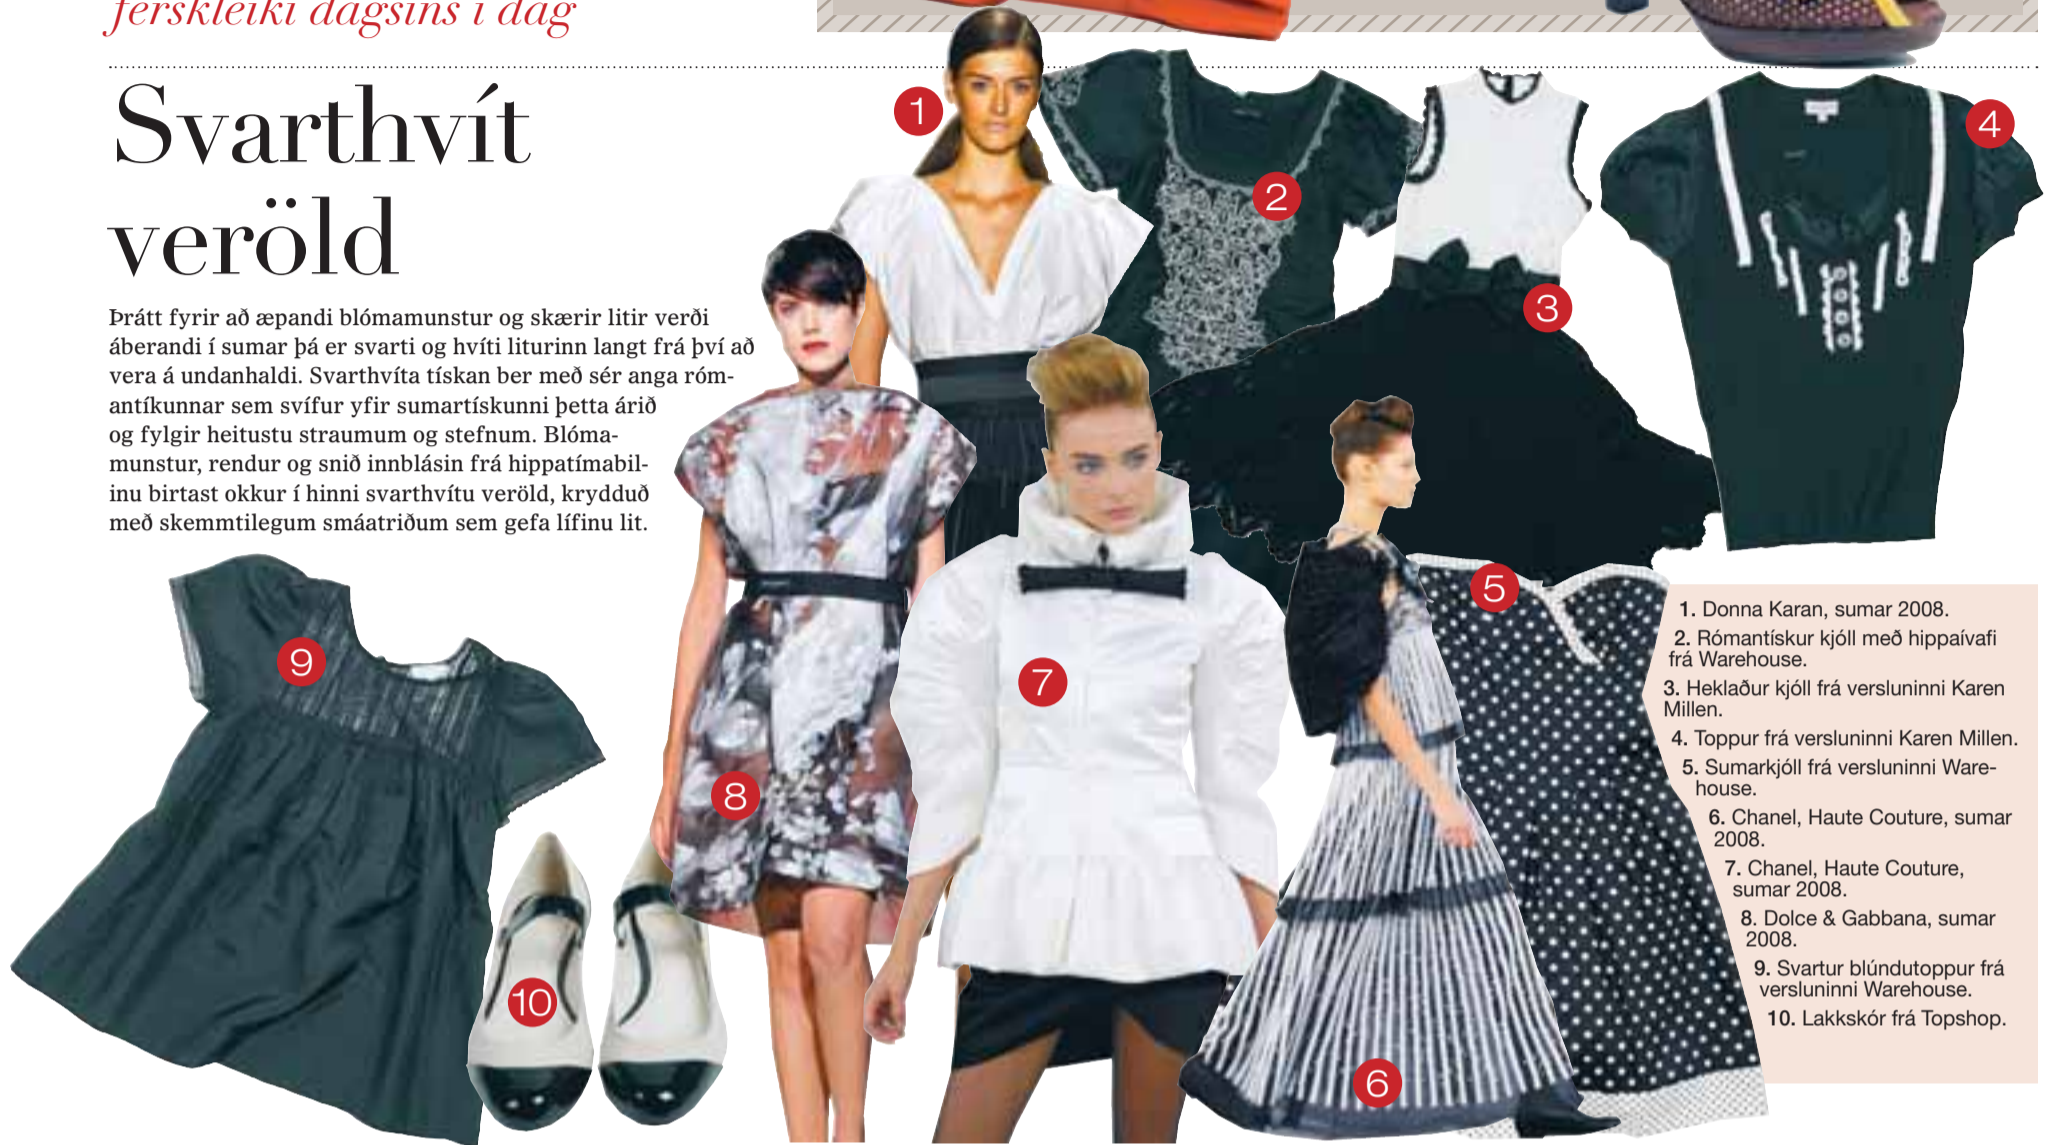 ferskleiki dagsins í dag
Svarthvít
veröld
Þrátt fyrir að æpandi blómamunstur og skærir litir verði
áberandi í sumar þá er svarti og hvíti liturinn langt frá því að
vera á undanhaldi. Svarthvíta tískan ber með sér anga róm-
antíkunnar sem svífur yfir sumartískunni þetta árið
og fylgir heitustu straumum og stefnum. Blóma-
munstur, rendur og snið innblásin frá hippatímabil-
inu birtast okkur í hinni svarthvítu veröld, krydduð
með skemmtilegum smáatriðum sem gefa lífinu lit.
1
2
3
4
5
6
7
8
9
10
1. Donna Karan, sumar 2008.
2. Rómantískur kjóll með hippaívafi
frá Warehouse.
3. Heklaður kjóll frá versluninni Karen
Millen.
4. Toppur frá versluninni Karen Millen.
5. Sumarkjóll frá versluninni Ware-
house.
6. Chanel, Haute Couture, sumar
2008.
7. Chanel, Haute Couture,
sumar 2008.
8. Dolce & Gabbana, sumar
2008.
9. Svartur blúndutoppur frá
versluninni Warehouse.
10. Lakkskór frá Topshop.